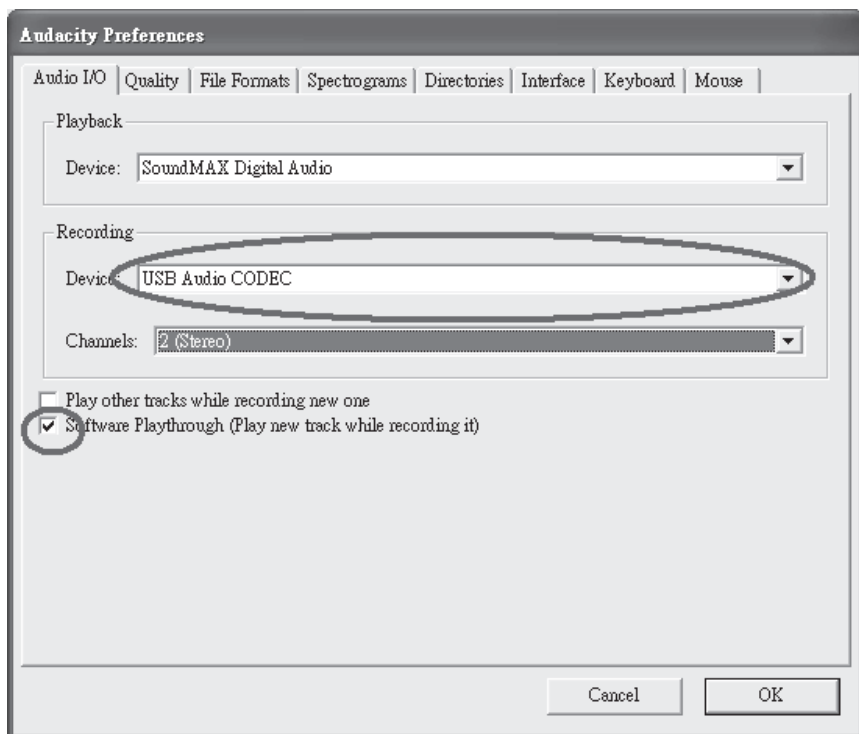 Audacity Preferences
Audio I/O Quality File Formats Spectrograms Directories Interface Keyboard Mouse
Playback
Device: SoundMAX Digital Audio
Recording
Device: USB Audio CODEC
Channels: 2 (Stereo)
Play other tracks while recording new one
Software Playthrough (Play new track while recording it)
Cancel OK